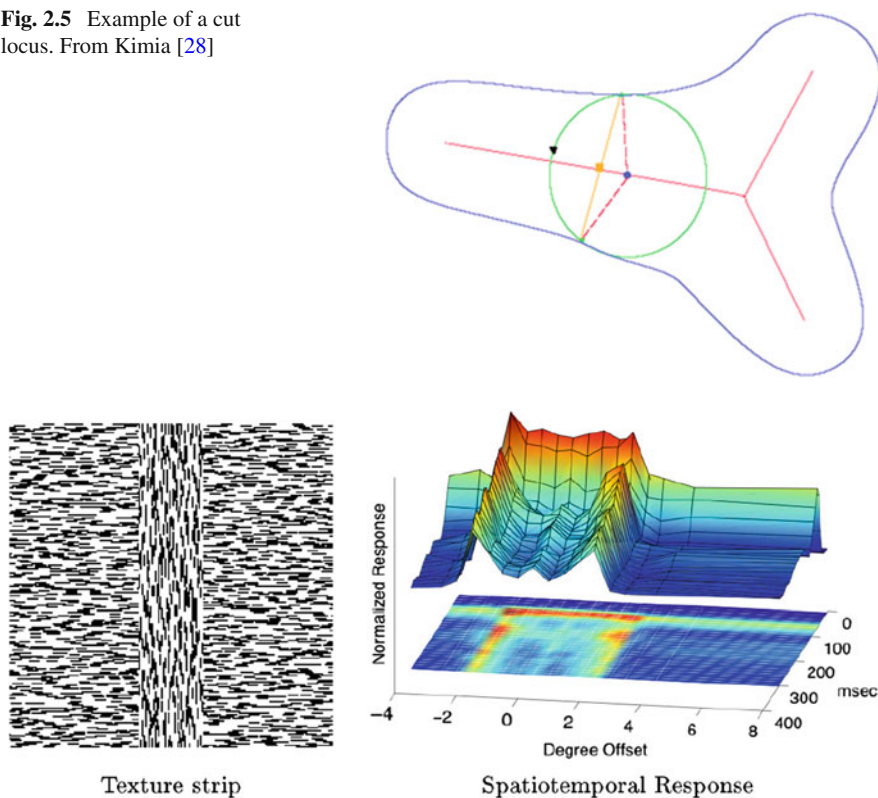 Fig. 2.5 Example of a cut
locus. From Kimia [28]
Normalized Response
0
100
200
300
400
msec
-4
-2
0
2
4
6
8
Degree Offset
Texture strip
Spatiotemporal Response